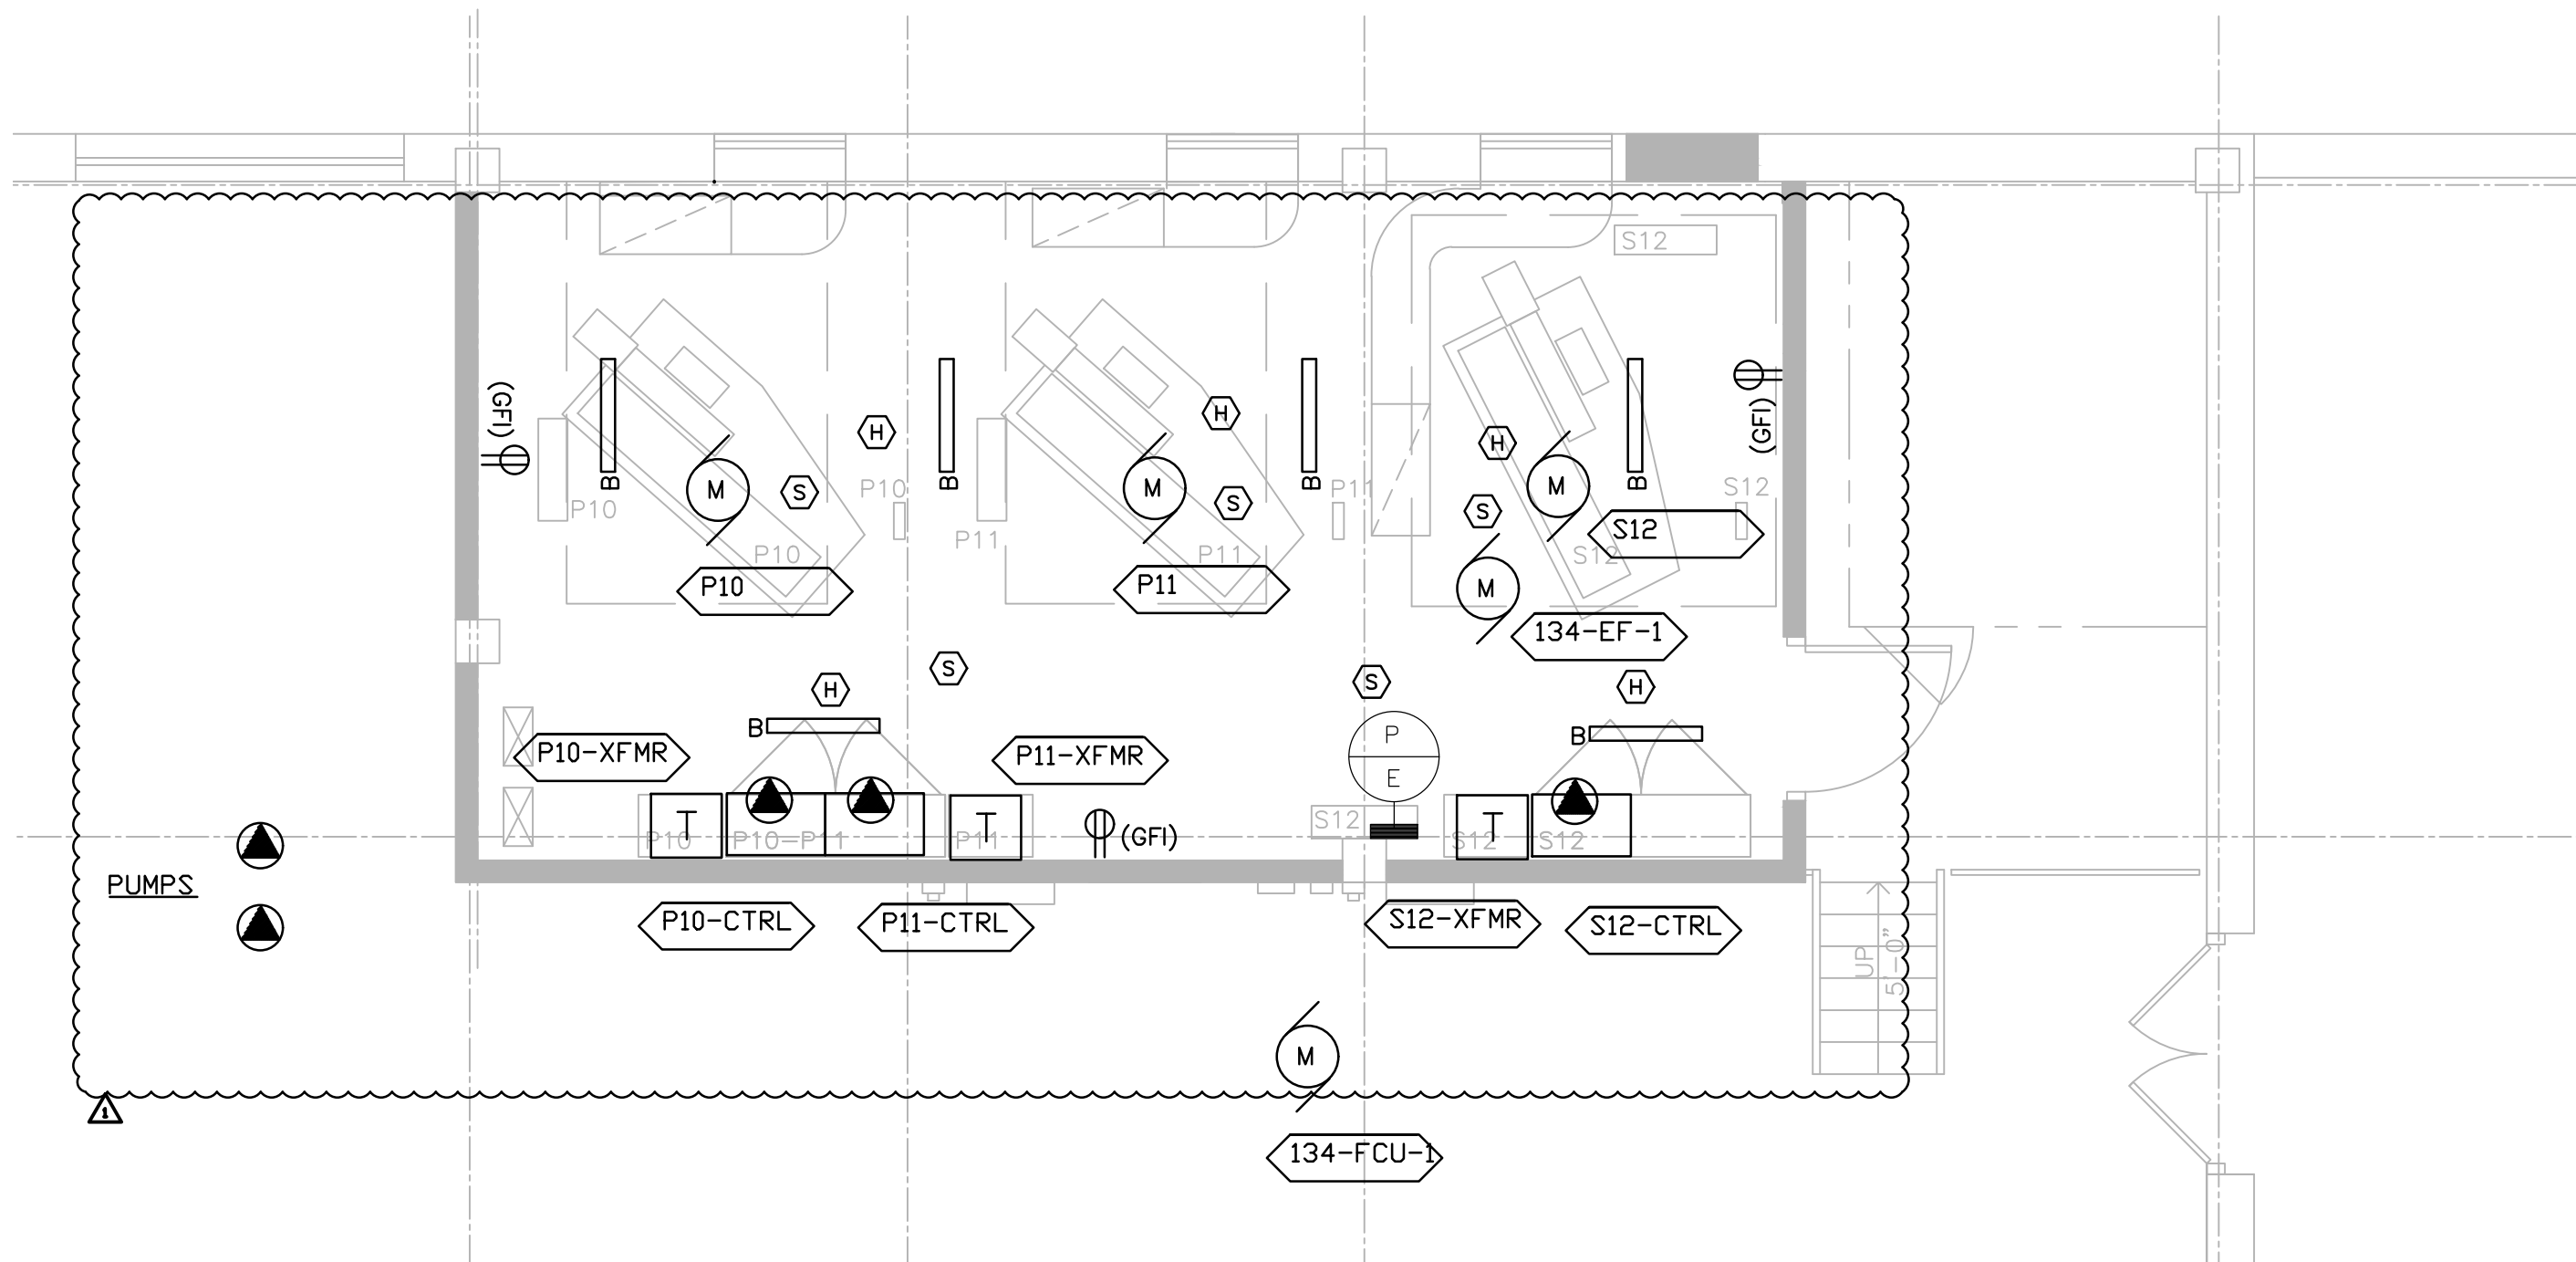 S12
(GFI)
H
H
(GFI)
H
B
B
B
B
M
S
P10
M
S
P11
M
S12
S
P10
S12
P11
P10
P11
S12
M
P10
P11
134-EF-1
S
S
H
H
B
B
P10-XFMR
P11-XFMR
P
E
T
T
T
P10
P10-P11
P11
(GFI)
S12
S12
S12
PUMPS
P10-CTRL
P11-CTRL
S12-XFMR
S12-CTRL
UP
5'-0"
M
1
134-FCU-1